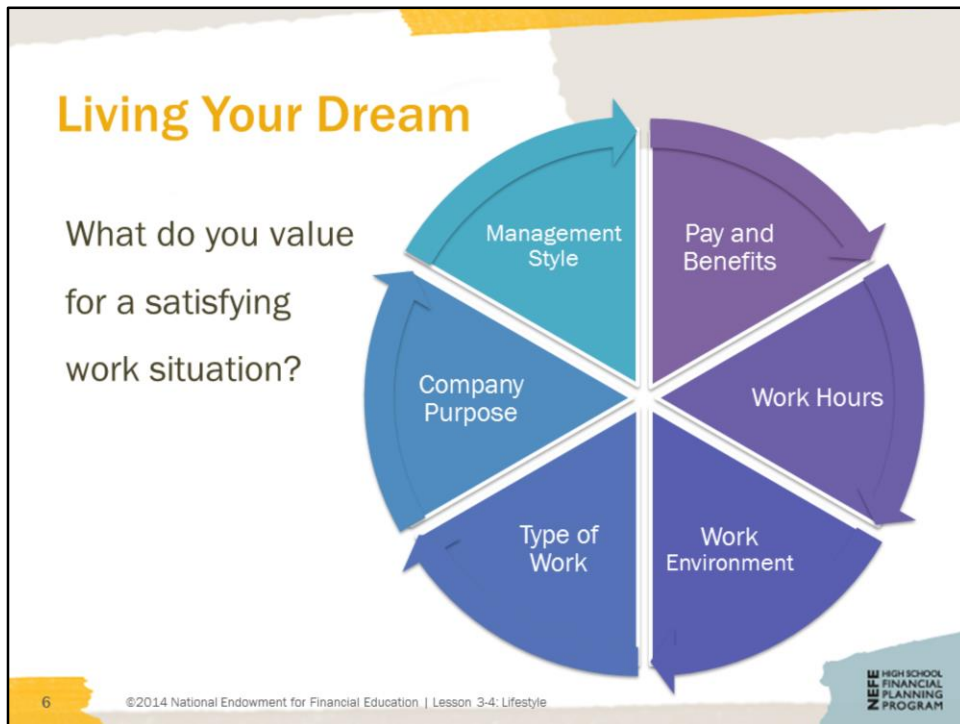 Living Your Dream
What do you value
for a satisfying
work situation?
Management
Style
Pay and
Benefits
Company
Purpose
Work Hours
Type of
Work
Work
Environment
6
©2014 National Endowment for Financial Education | Lesson 3-4: Lifestyle
NEFE
HIGH SCHOOL
FINANCIAL
PLANNING
PROGRAM